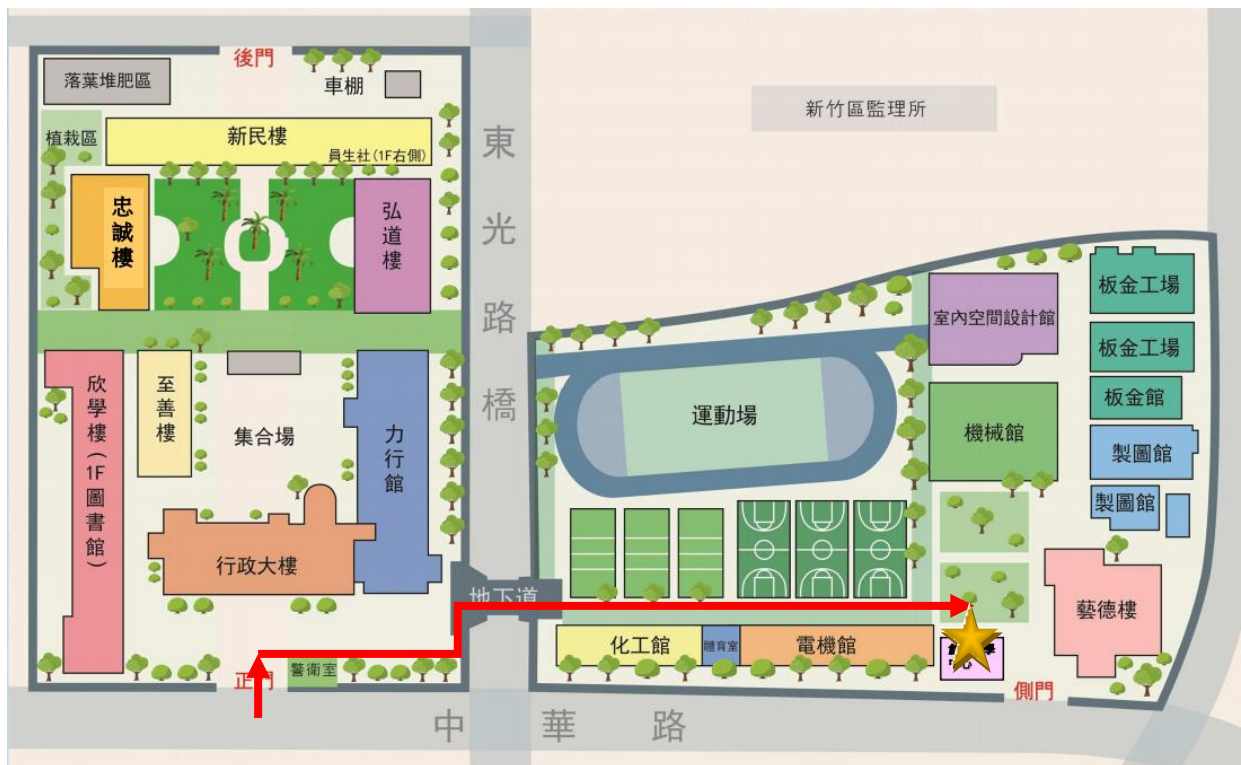 後門
落葉堆肥區
車棚
植栽區
新民樓
員生社(1F右側)
忠誠樓
弘道樓
東光路橋
新竹區監理所
欣學樓(1F圖書館)
至善樓
集合場
力行館
行政大樓
警衛室
地下道
運動場
室內空間設計館
機械館
板金工場
板金工場
板金館
製圖館
製圖館
藝德樓
化工館
體育室
電機館
側門
中華路